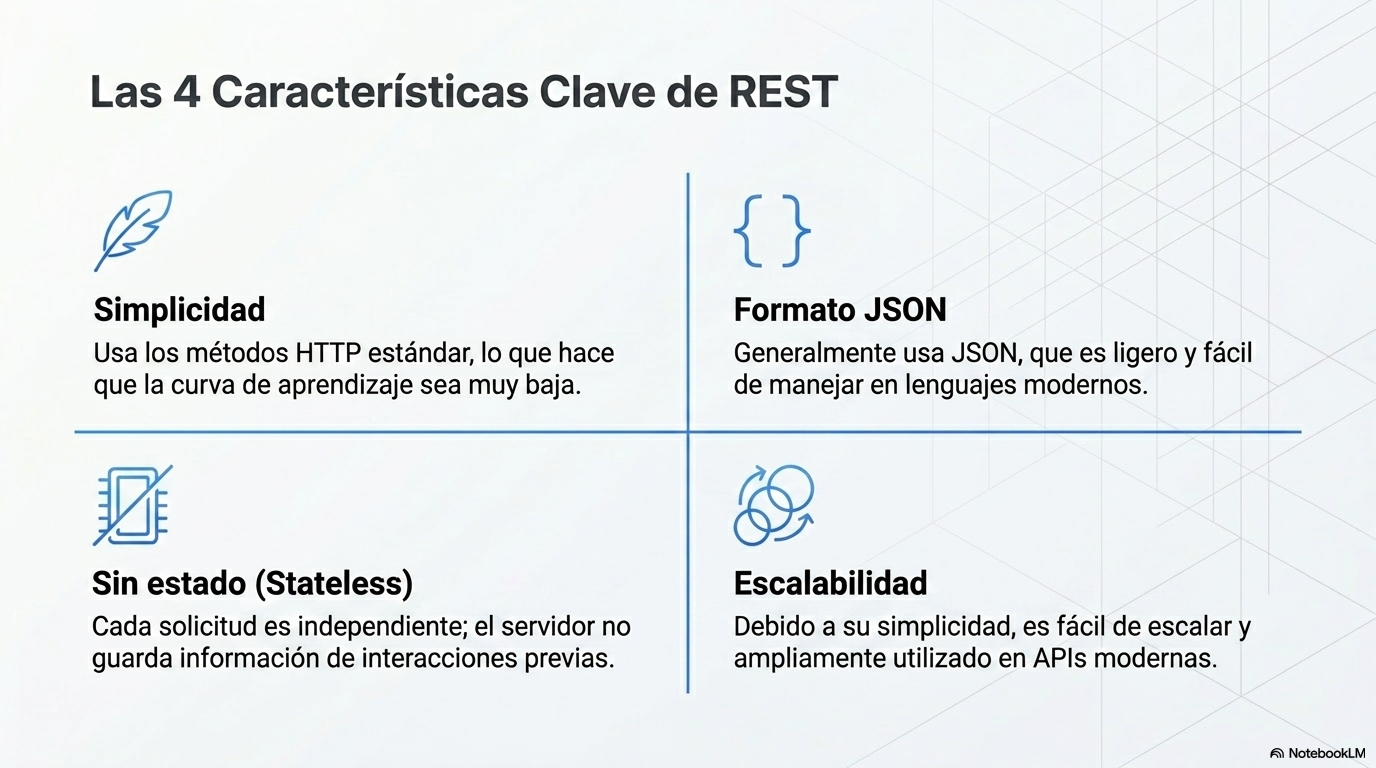 Las 4 Características Clave de REST
Simplicidad
Usa los métodos HTTP estándar, lo que hace
que la curva de aprendizaje sea muy baja.
{ }
Formato JSON
Generalmente usa JSON, que es ligero y fácil
de manejar en lenguajes modernos.
Sin estado (Stateless)
Cada solicitud es independiente; el servidor no
guarda información de interacciones previas.
Escalabilidad
Debido a su simplicidad, es fácil de escalar y
ampliamente utilizado en APIs modernas.
NotebookLM